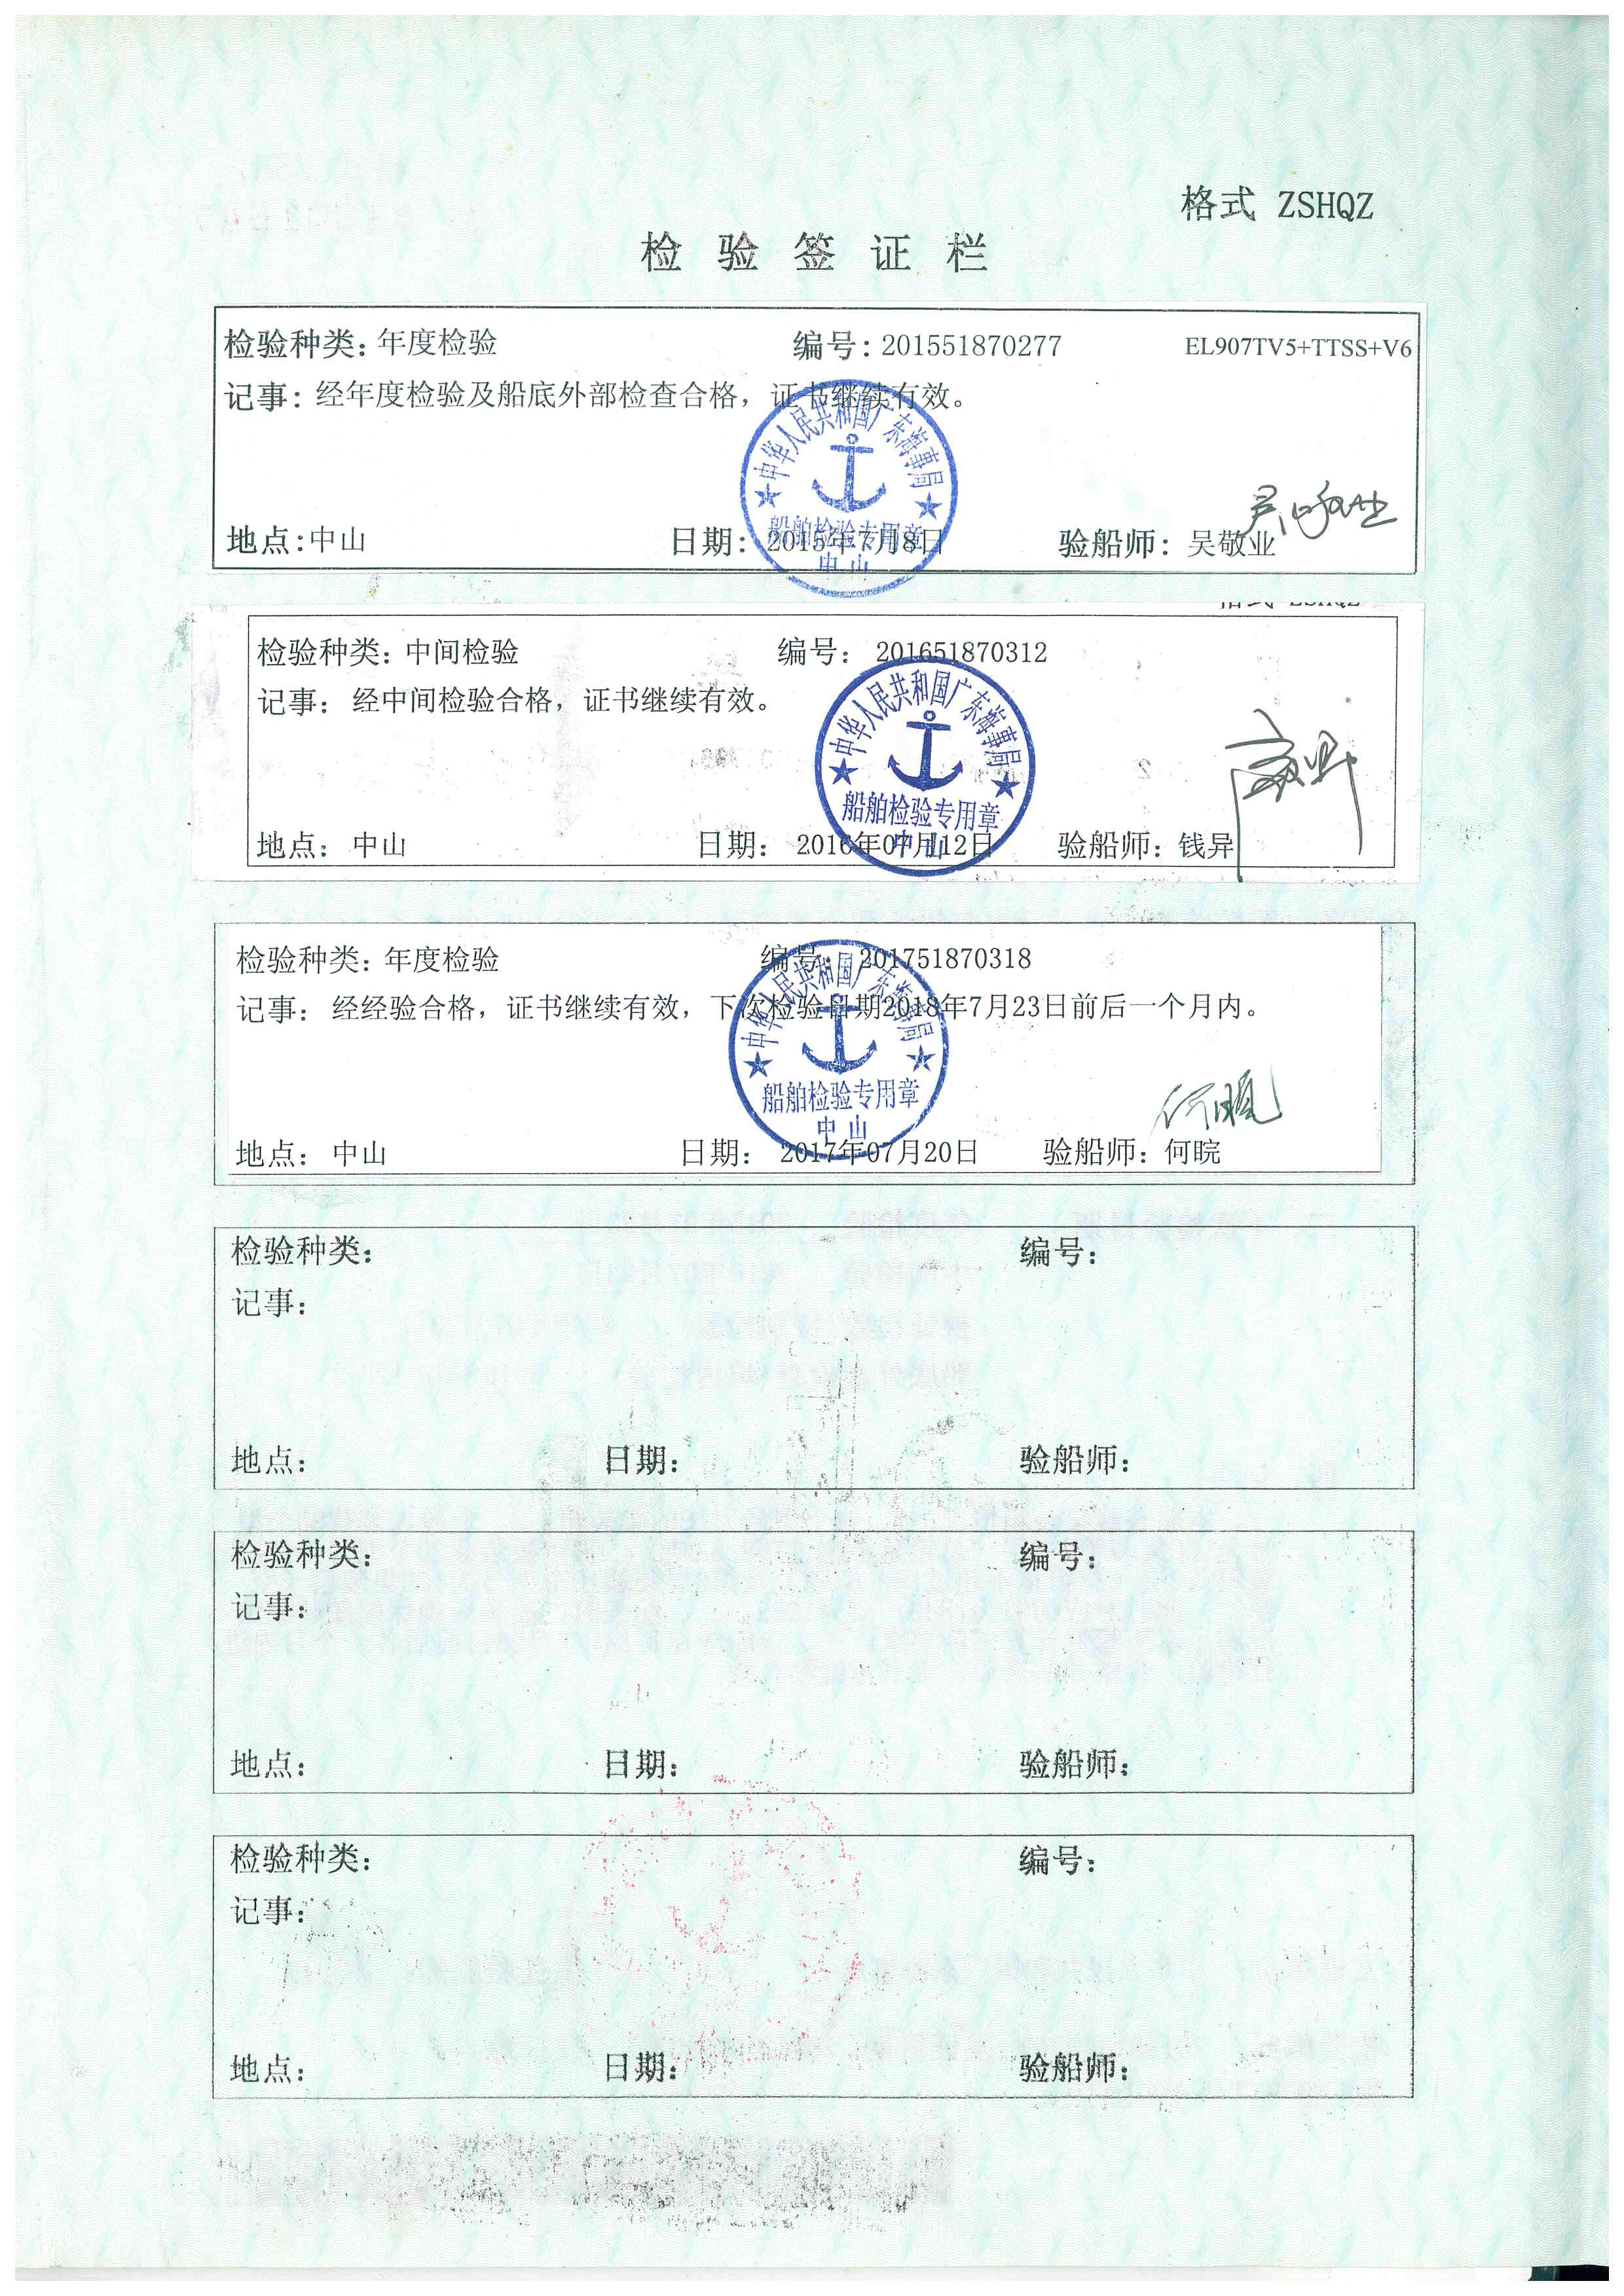 格式 ZSHQZ
检验签证栏
检验种类：年度检验 编号：201551870277 EL907TV5+TTSS+V6
记事：经年度检验及船底外部检查合格，证书继续有效。
中华人民共和国广东海事局
船舶检验专用章
中山
地点：中山 日期：2015年7月8日 验船师：吴敬业
检验种类：中间检验 编号：201651870312
记事：经中间检验合格，证书继续有效。
中华人民共和国广东海事局
船舶检验专用章
中山
地点：中山 日期：2016年07月12日 验船师：钱异
检验种类：年度检验 编号：201751870318
记事：经经验合格，证书继续有效，下次检验日期2018年7月23日前后一个月内。
中华人民共和国广东海事局
船舶检验专用章
中山
何睆
地点：中山 日期：2017年07月20日 验船师：何睆
检验种类： 编号：
记事：
地点： 日期： 验船师：
检验种类： 编号：
记事：
地点： 日期： 验船师：
检验种类： 编号：
记事：
地点： 日期： 验船师：